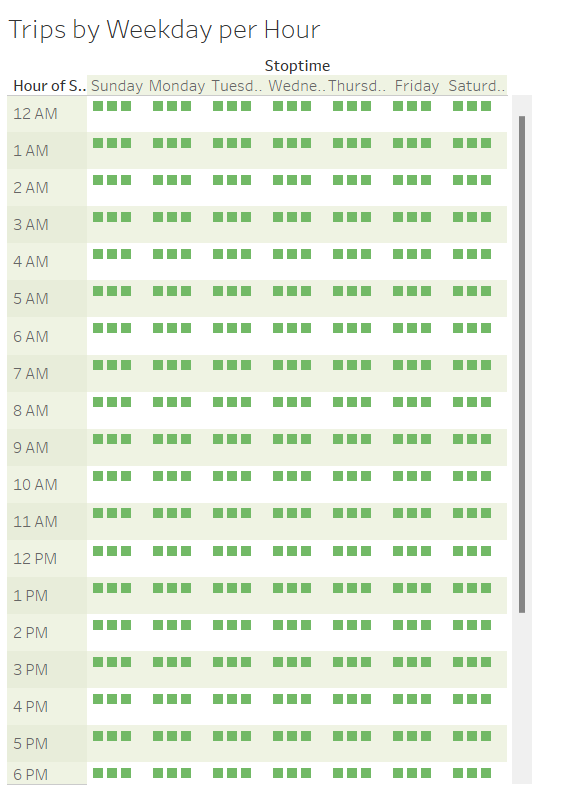 Trips by Weekday per Hour
Stoptime
Hour of S.. Sunday Monday Tuesd.. Wedne.. Thursd.. Friday Saturd..
12 AM
1 AM
2 AM
3 AM
4 AM
5 AM
6 AM
7 AM
8 AM
9 AM
10 AM
11 AM
12 PM
1 PM
2 PM
3 PM
4 PM
5 PM
6 PM